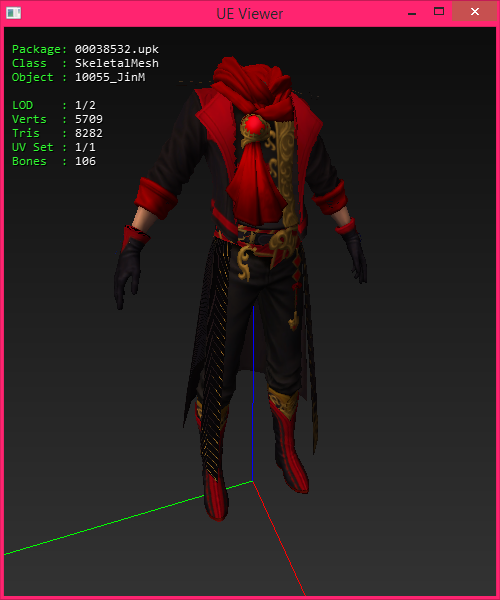 UE Viewer
Package: 00038532.upk
Class : SkeletalMesh
Object : 10055_JinM
LOD : 1/2
Verts : 5709
Tris : 8282
UV Set : 1/1
Bones : 106